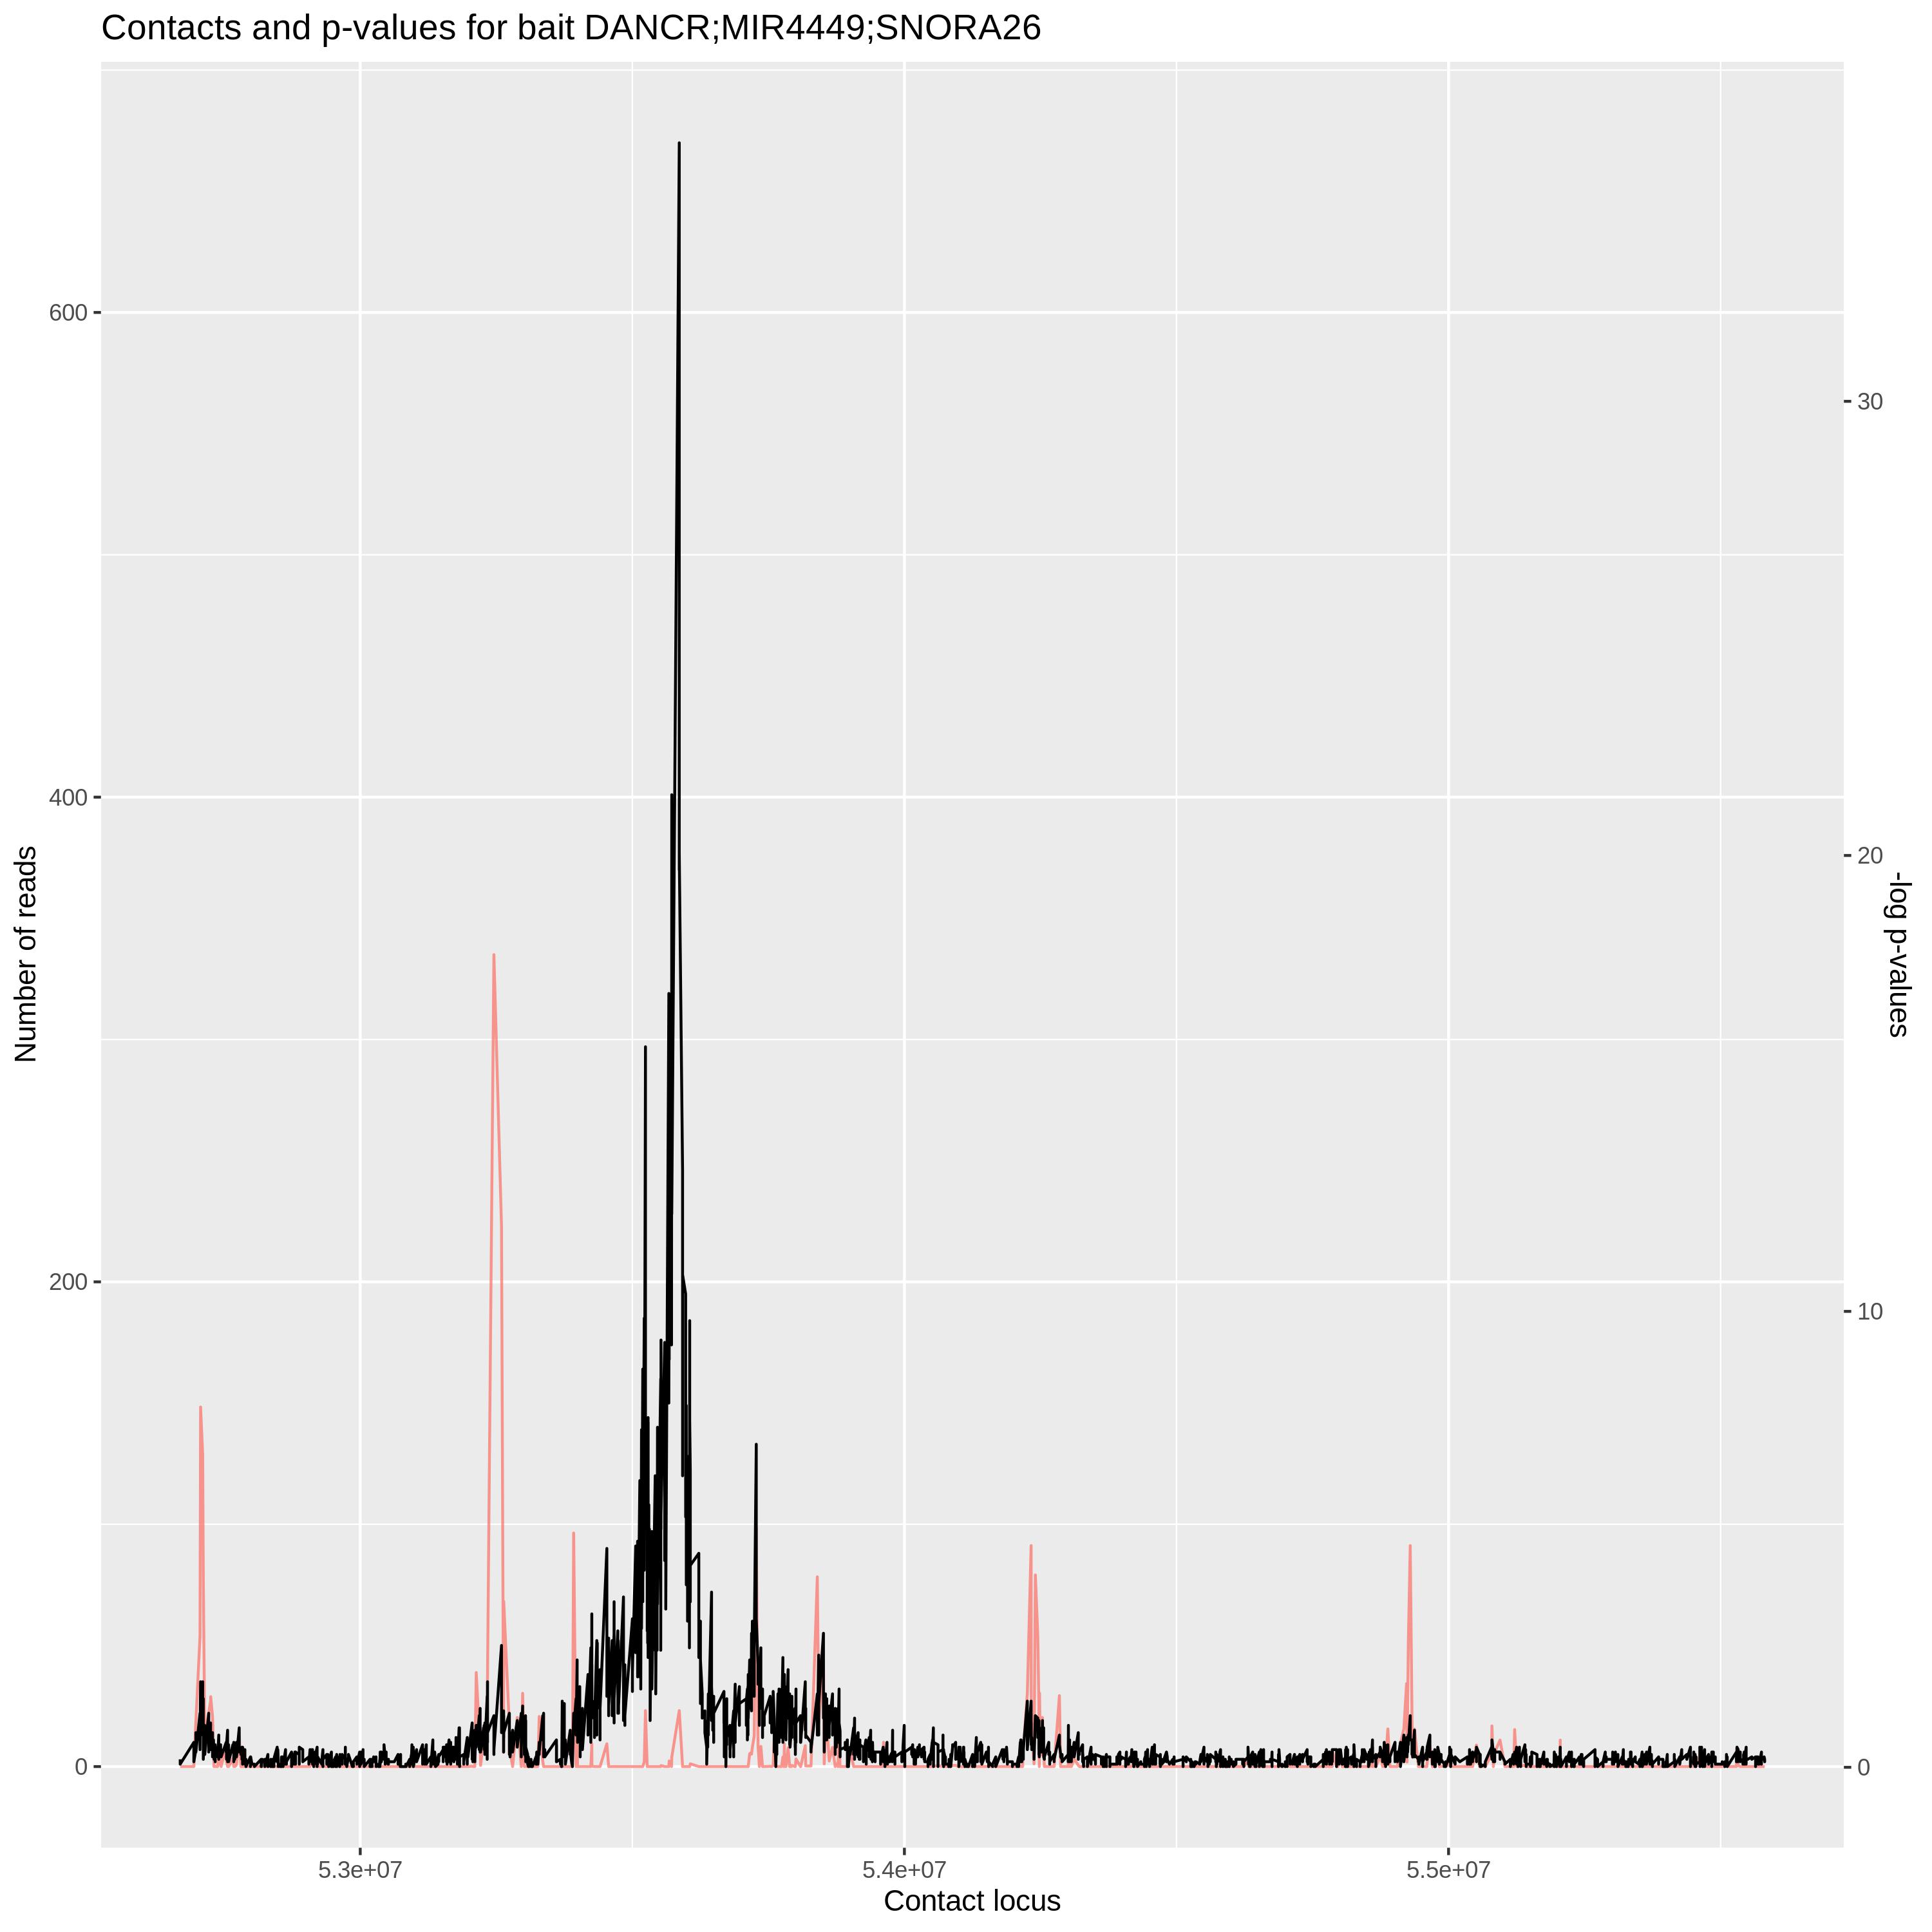 Contacts and p-values for bait DANCR;MIR4449;SNORA26
Number of reads
600
400
200
0
30
20
10
0
-log p-values
5.3e+07 5.4e+07 5.5e+07
Contact locus